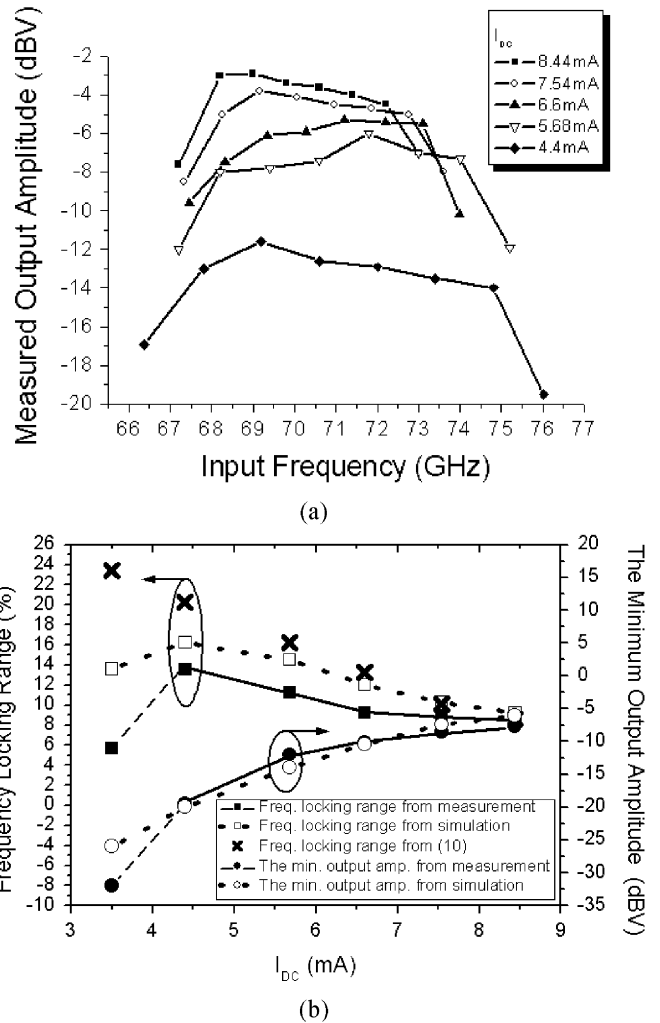 Measured Output Amplitude (dBV)
-2
-4
-6
-8
-10
-12
-14
-16
-18
-20
66 67 68 69 70 71 72 73 74 75 76 77
Input Frequency (GHz)
I_DC
8.44mA
7.54mA
6.6mA
5.68mA
4.4mA
(a)
Frequency Locking Range (%)
26
24
22
20
18
16
14
12
10
8
6
4
2
0
-2
-4
-6
-8
-10
20
15
10
5
0
-5
-10
-15
-20
-25
-30
-35
The Minimum Output Amplitude (dBV)
Freq. locking range from measurement
Freq. locking range from simulation
Freq. locking range from (10)
The min. output amp. from measurement
The min. output amp. from simulation
3 4 5 6 7 8 9
I_DC (mA)
(b)